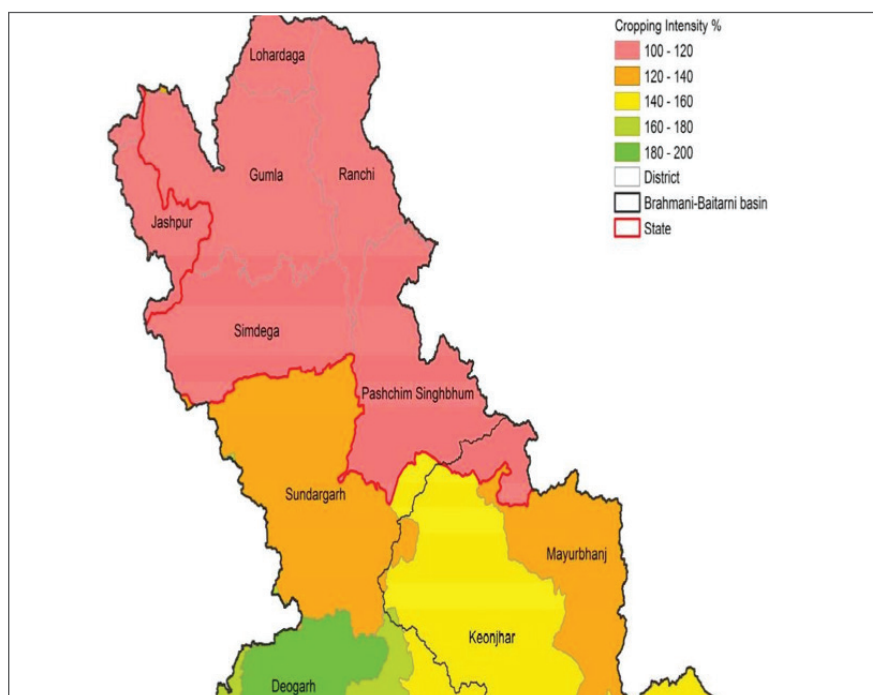 Cropping Intensity %
100 - 120
120 - 140
140 - 160
160 - 180
180 - 200
District
Brahmani-Baitarni basin
State
Lohardaga
Gumla
Ranchi
Jashpur
Simdega
Pashchim Singhbhum
Sundargarh
Mayurbhanj
Keonjhar
Deogarh